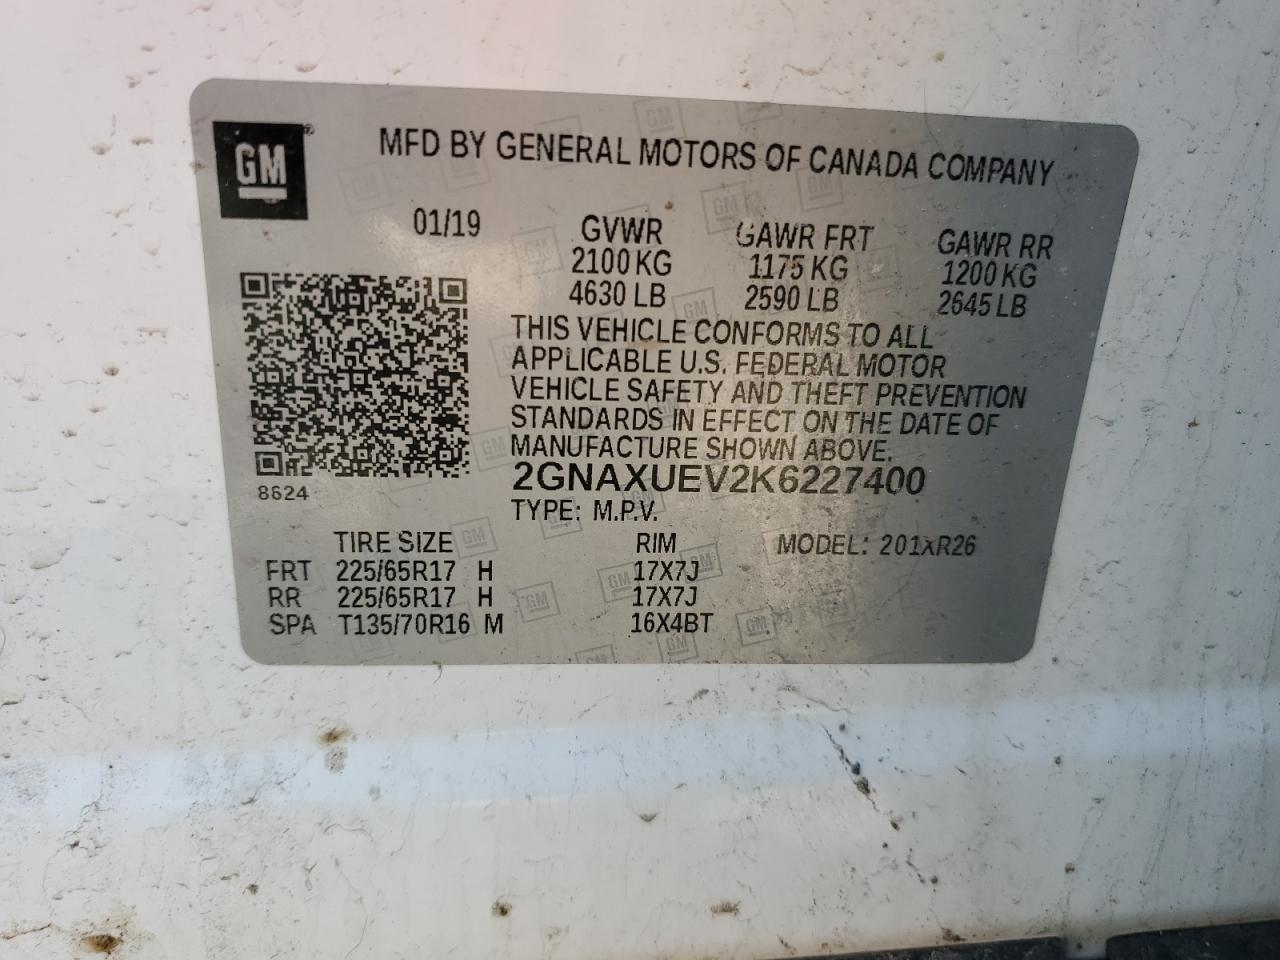 GM
MFD BY GENERAL MOTORS OF CANADA COMPANY
01/19 GVWR GAWR FRT GAWR RR
2100 KG 1175 KG 1200 KG
4630 LB 2590 LB 2645 LB
THIS VEHICLE CONFORMS TO ALL
APPLICABLE U.S. FEDERAL MOTOR
VEHICLE SAFETY AND THEFT PREVENTION
STANDARDS IN EFFECT ON THE DATE OF
MANUFACTURE SHOWN ABOVE.
8624 2GNAXUEV2K6227400
TYPE: M.P.V.
TIRE SIZE RIM MODEL: 201XR26
FRT 225/65R17 H 17X7J
RR 225/65R17 H 17X7J
SPA T135/70R16 M 16X4BT